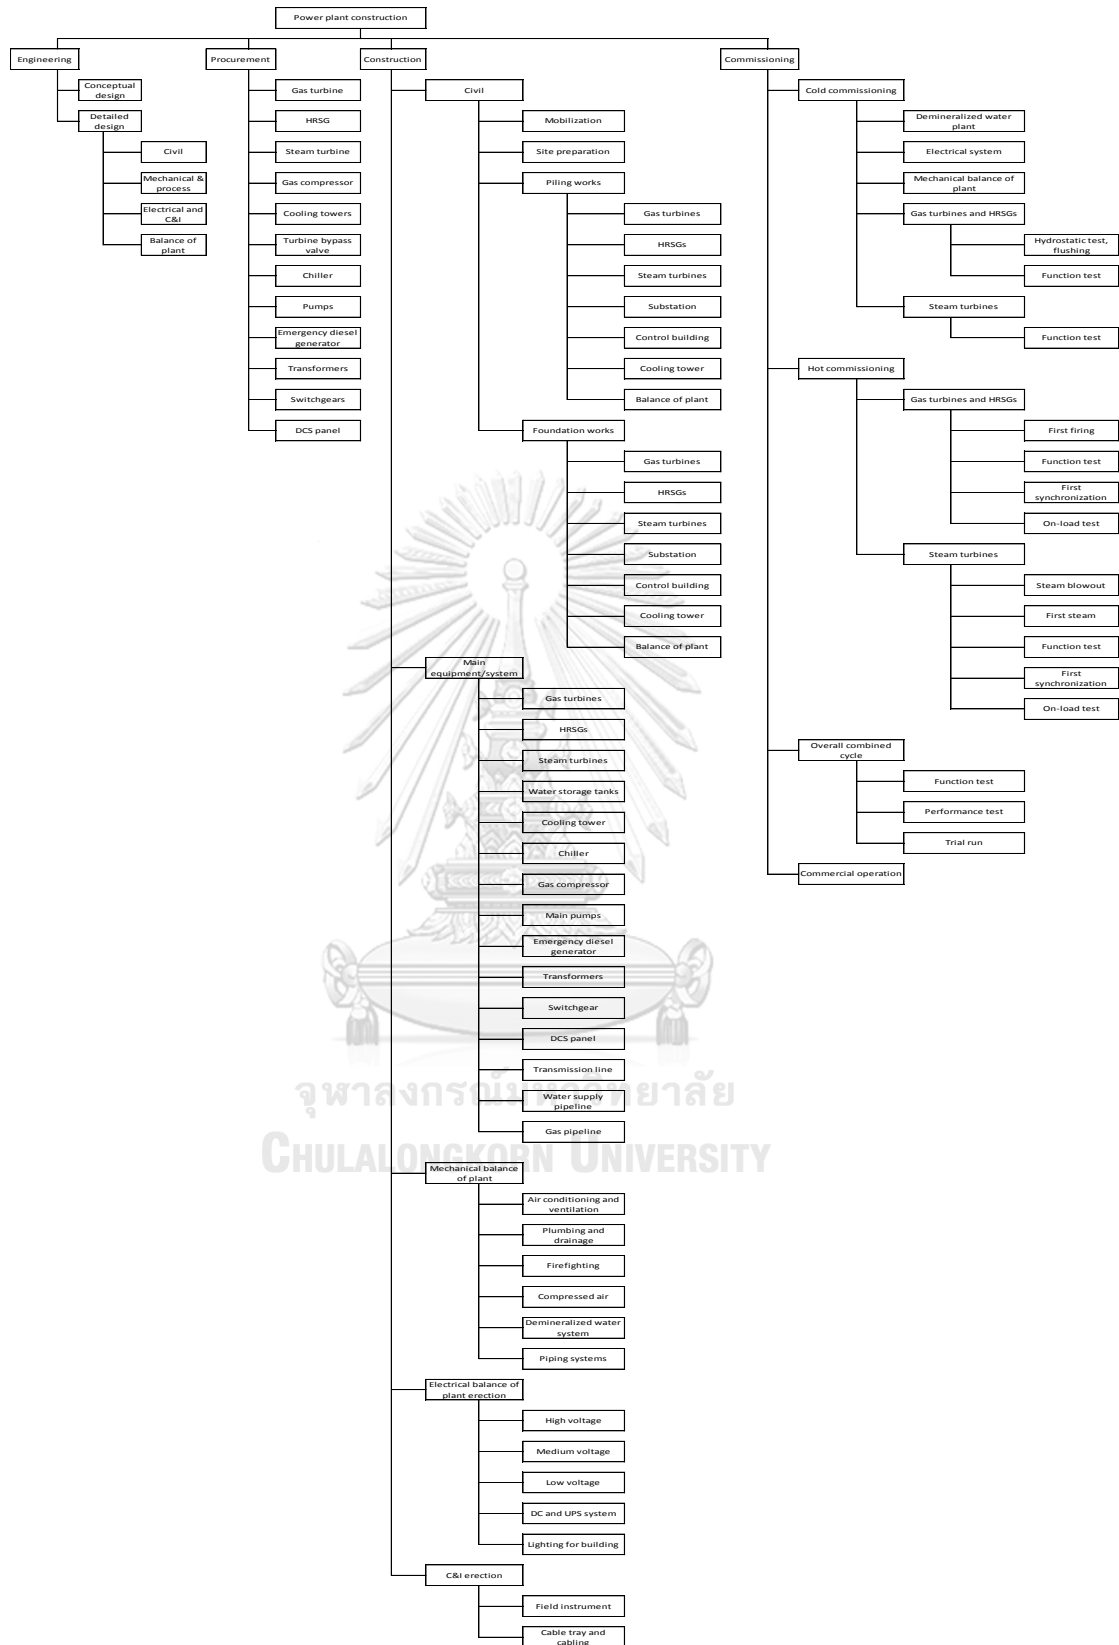 Power plant construction
Engineering
Conceptual
design
Detailed
design
Civil
Mechanical &
process
Electrical and
C&I
Balance of
plant
Procurement
Gas turbine
HRSG
Steam turbine
Gas compressor
Cooling towers
Turbine bypass
valve
Chiller
Pumps
Emergency diesel
generator
Transformers
Switchgears
DCS panel
Construction
Civil
Mobilization
Site preparation
Piling works
Gas turbines
HRSGs
Steam turbines
Substation
Control building
Cooling tower
Balance of plant
Foundation works
Gas turbines
HRSGs
Steam turbines
Substation
Control building
Cooling tower
Balance of plant
Main
equipment/system
Gas turbines
HRSGs
Steam turbines
Water storage tanks
Cooling tower
Chiller
Gas compressor
Main pumps
Emergency diesel
generator
Transformers
Switchgear
DCS panel
Transmission line
Water supply
pipeline
Gas pipeline
Mechanical balance
of plant
Air conditioning and
ventilation
Plumbing and
drainage
Firefighting
Compressed air
Demineralized water
system
Piping systems
Electrical balance of
plant erection
High voltage
Medium voltage
Low voltage
DC and UPS system
Lighting for building
C&I erection
Field instrument
Cable tray and
cabling
Commissioning
Cold commissioning
Demineralized water
plant
Electrical system
Mechanical balance of
plant
Gas turbines and HRSGs
Hydrostatic test,
flushing
Function test
Steam turbines
Function test
Hot commissioning
Gas turbines and HRSGs
First firing
Function test
First
synchronization
On-load test
Steam turbines
Steam blowout
First steam
Function test
First
synchronization
On-load test
Overall combined
cycle
Function test
Performance test
Trial run
Commercial operation
จุฬาลงกรณ์มหาวิทยาลัย
CHULALONGKORN UNIVERSITY